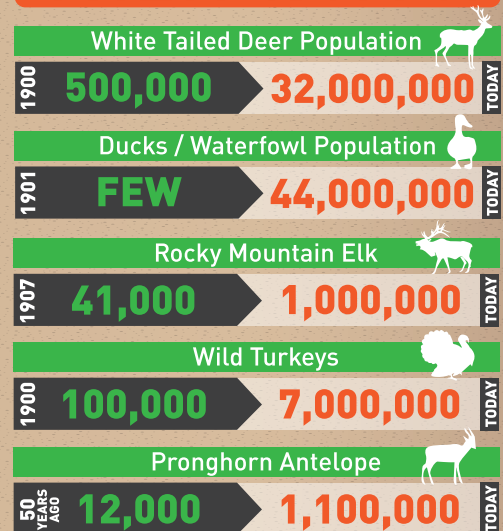 White Tailed Deer Population
1900 500,000 32,000,000 TODAY
Ducks / Waterfowl Population
1901 FEW 44,000,000 TODAY
Rocky Mountain Elk
1907 41,000 1,000,000 TODAY
Wild Turkeys
1900 100,000 7,000,000 TODAY
Pronghorn Antelope
50 YEARS AGO 12,000 1,100,000 TODAY